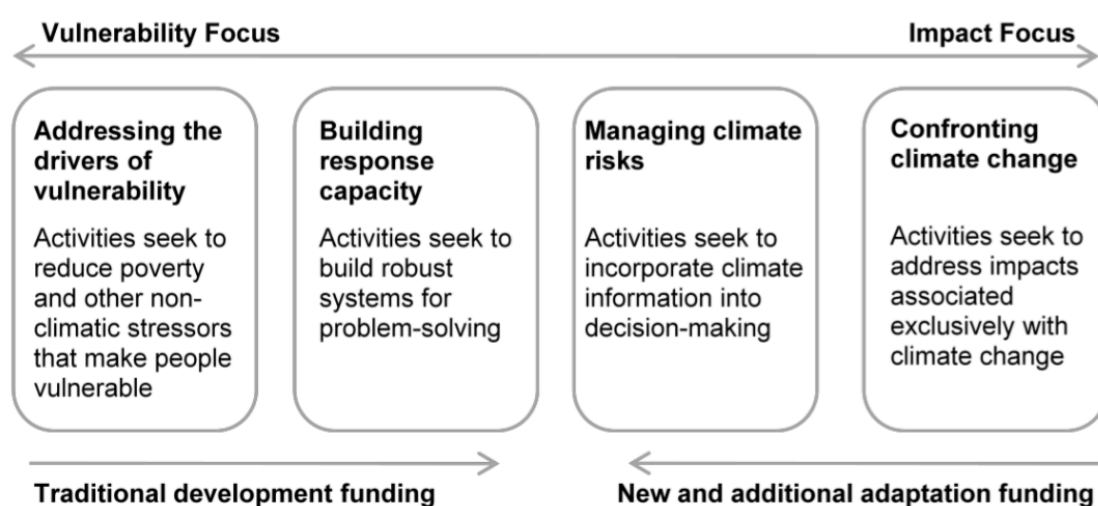 Vulnerability Focus
Impact Focus
Addressing the
drivers of
vulnerability
Activities seek to
reduce poverty
and other non-
climatic stressors
that make people
vulnerable
Building
response
capacity
Activities seek to
build robust
systems for
problem-solving
Managing climate
risks
Activities seek to
incorporate climate
information into
decision-making
Confronting
climate change
Activities seek to
address impacts
associated
exclusively with
climate change
Traditional development funding
New and additional adaptation funding